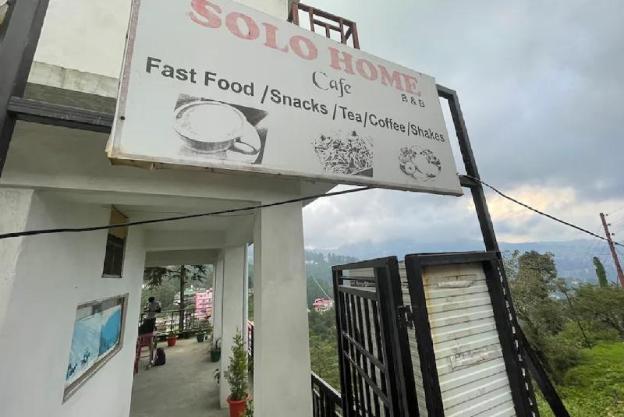 SOLO HOME
Cafe
B & B
Fast Food / Snacks / Tea / Coffee / Shakes